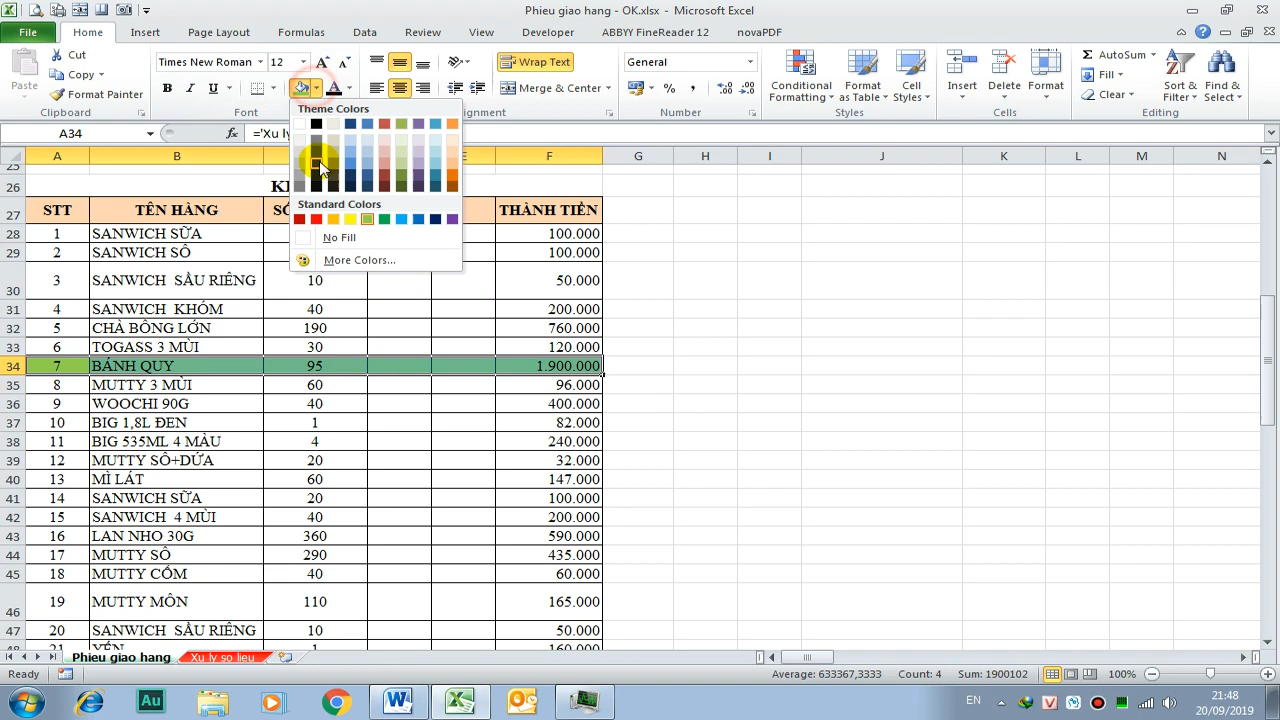 Phieu giao hang - OK.xlsx - Microsoft Excel
File Home Insert Page Layout Formulas Data Review View Developer ABBYY FineReader 12 novaPDF
Paste Cut Copy Format Painter Clipboard
Times New Roman 12 B I U A Font
Wrap Text Merge & Center Alignment
General % , Number
Conditional Formatting Format as Table Cell Styles Styles
Insert Delete Format Cells
AutoSum Fill Clear Sort & Filter Find & Select Editing
A34 fx ='Xu ly
Theme Colors
Standard Colors
No Fill
More Colors...
A B F G H I J K L M N
25
26
27 STT TÊN HÀNG THÀNH TIỀN
28 1 SANWICH SỮA 100.000
29 2 SANWICH SÔ 100.000
30 3 SANWICH SẦU RIÊNG 10 50.000
31 4 SANWICH KHÓM 40 200.000
32 5 CHÀ BÔNG LỚN 190 760.000
33 6 TOGASS 3 MÙI 30 120.000
34 7 BÁNH QUY 95 1.900.000
35 8 MUTTY 3 MÙI 60 96.000
36 9 WOOCHI 90G 40 400.000
37 10 BIG 1,8L ĐEN 1 82.000
38 11 BIG 535ML 4 MÀU 4 240.000
39 12 MUTTY SÔ+DỨA 20 32.000
40 13 MÌ LÁT 60 147.000
41 14 SANWICH SỮA 20 100.000
42 15 SANWICH 4 MÙI 40 200.000
43 16 LAN NHO 30G 360 590.000
44 17 MUTTY SÔ 290 435.000
45 18 MUTTY CỐM 40 60.000
46 19 MUTTY MÔN 110 165.000
47 20 SANWICH SẦU RIÊNG 10 50.000
48 21 YẾN 1 160.000
Phieu giao hang Xu ly so lieu
Ready Average: 633367,3333 Count: 4 Sum: 1900102 100%
EN 21:48
20/09/2019